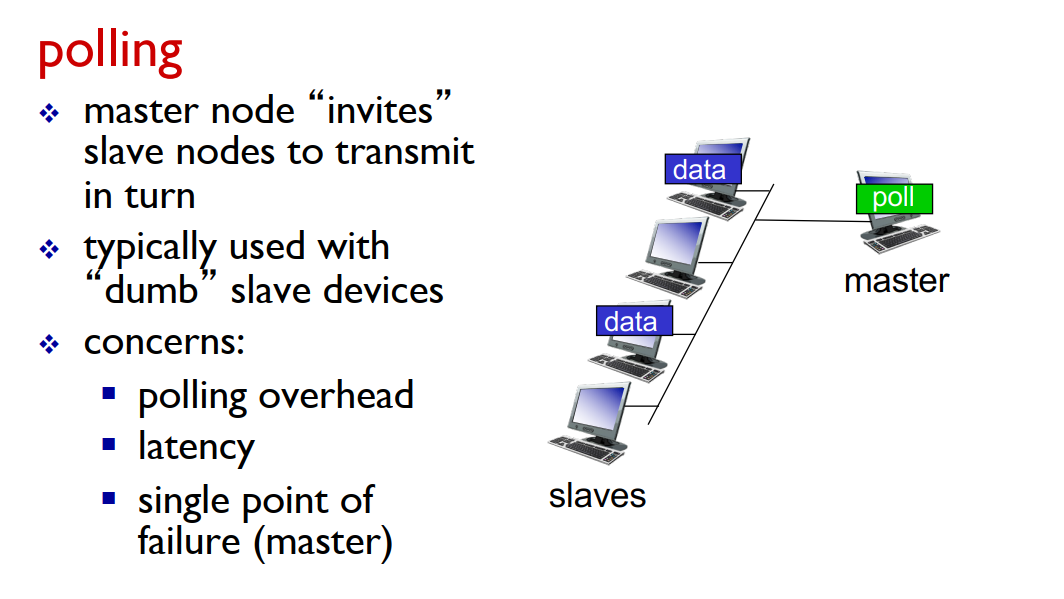 polling
❖ master node “invites”
slave nodes to transmit
in turn
❖ typically used with
“dumb” slave devices
❖ concerns:
▪ polling overhead
▪ latency
▪ single point of
failure (master)
data
poll
master
data
slaves